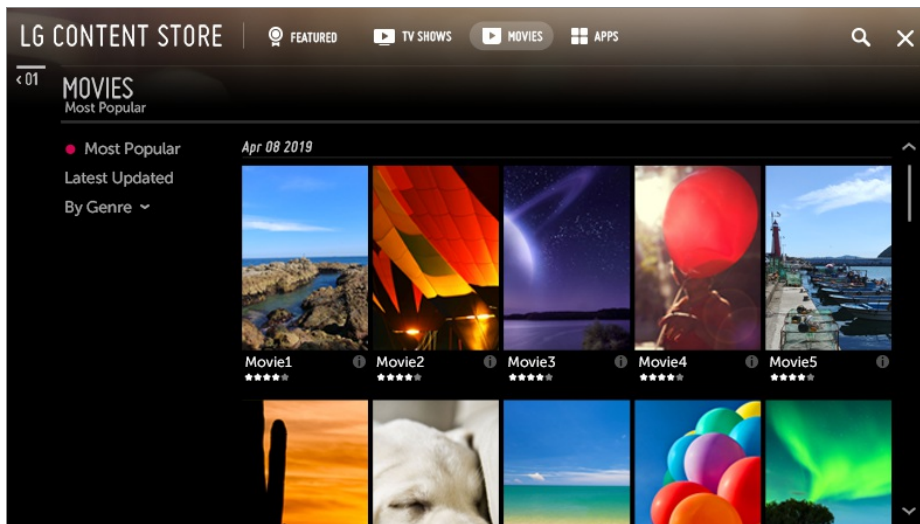 LG CONTENT STORE
FEATURED
TV SHOWS
MOVIES
APPS
<01
MOVIES
Most Popular
Most Popular
Latest Updated
By Genre
Apr 08 2019
Movie1
Movie2
Movie3
Movie4
Movie5